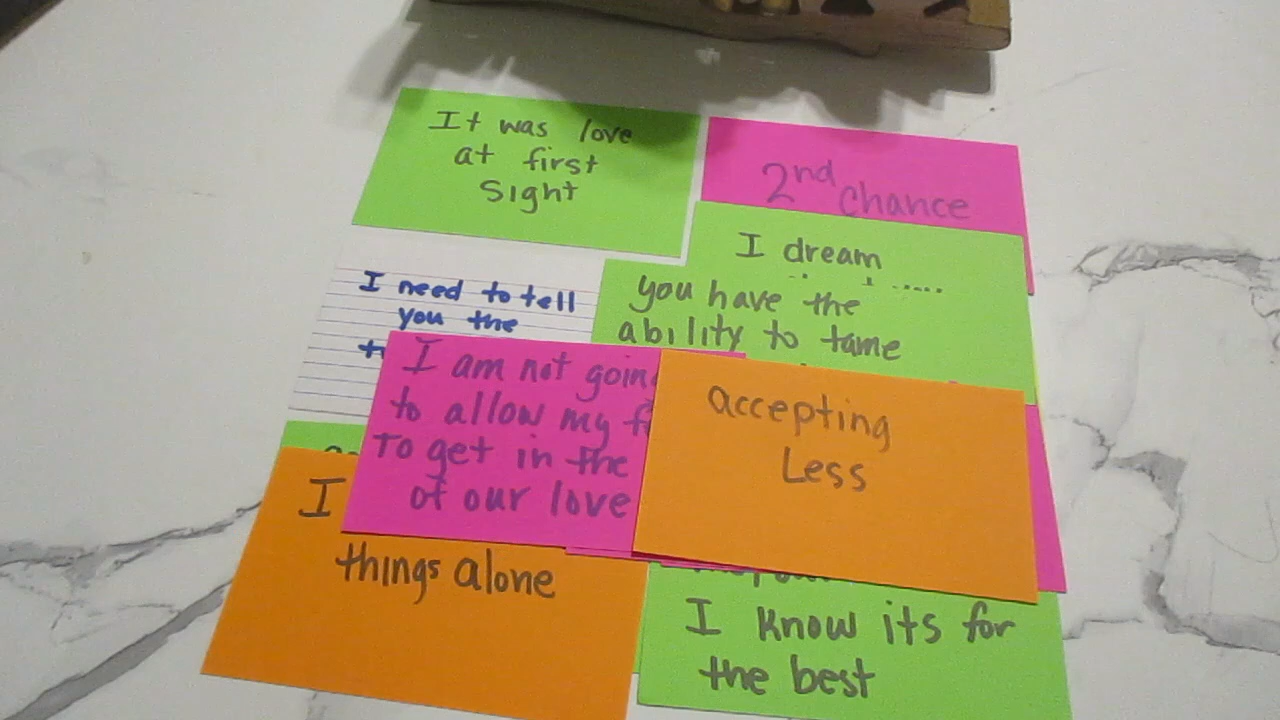 It was love
at first
Sight
2nd
Chance
I dream
I need to tell
you the
you have the
ability to tame
I am not goin
to allow my
To get in the
of our love
accepting
Less
I
things alone
I know its for
the best